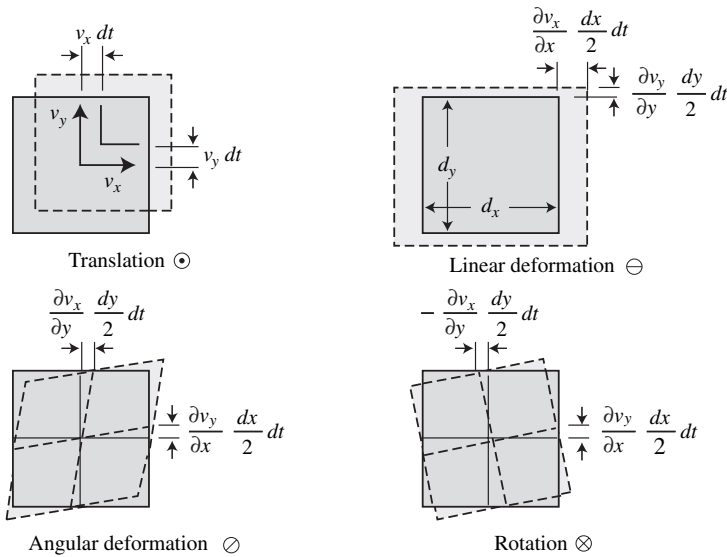 v_x dt
v_y
v_x
v_y dt
Translation ⊙
∂v_x/∂x dx/2 dt
∂v_y/∂y dy/2 dt
d_y
d_x
Linear deformation ⊖
∂v_x/∂y dy/2 dt
∂v_y/∂x dx/2 dt
Angular deformation ⊘
- ∂v_x/∂y dy/2 dt
∂v_y/∂x dx/2 dt
Rotation ⊗